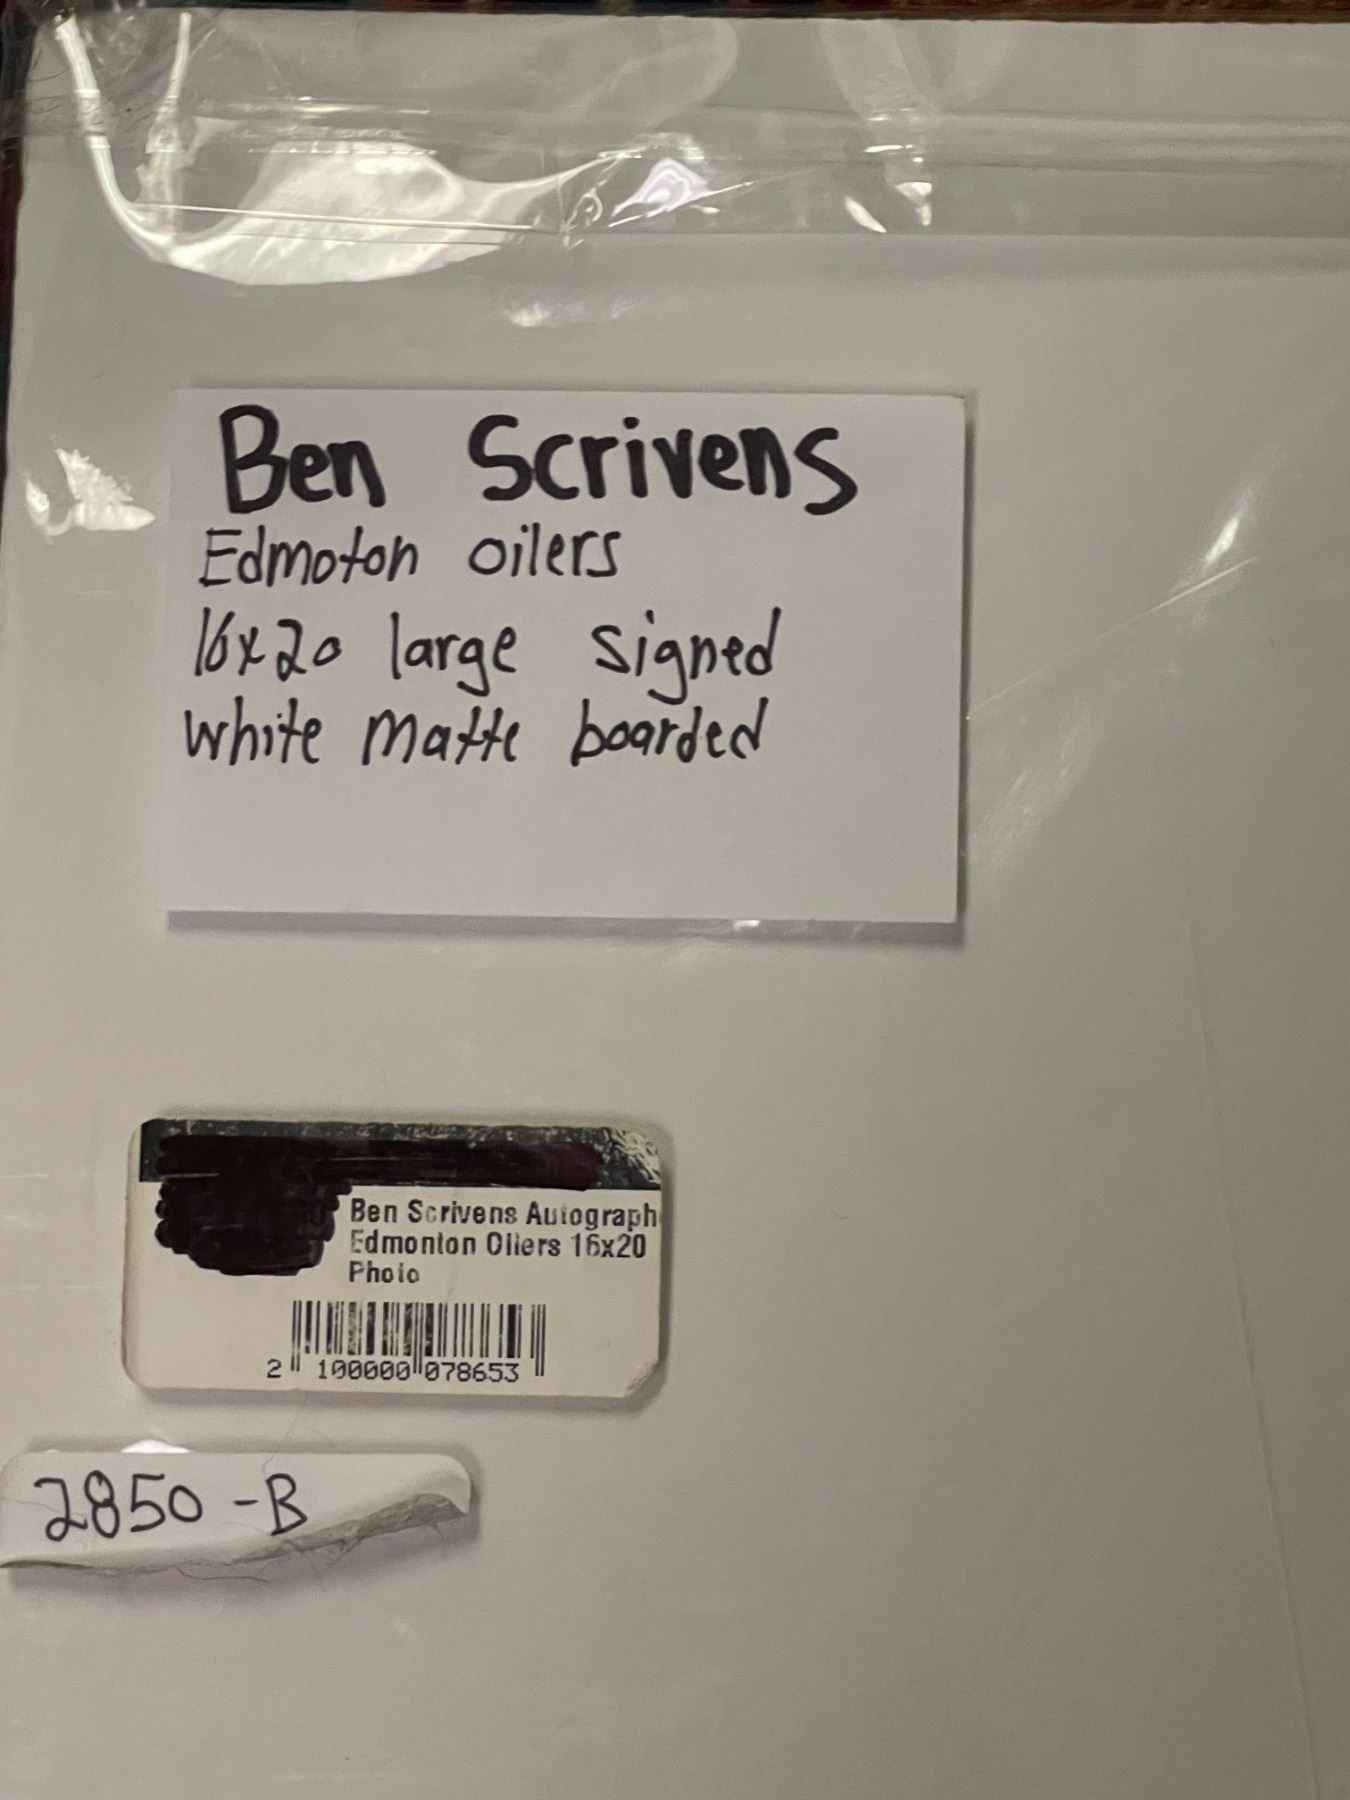 Ben Scrivens
Edmoton oilers
16x20 large signed
white matte boarded
Ben Scrivens Autograph
Edmonton Oilers 16x20
Photo
2 100000 078653
2850-B